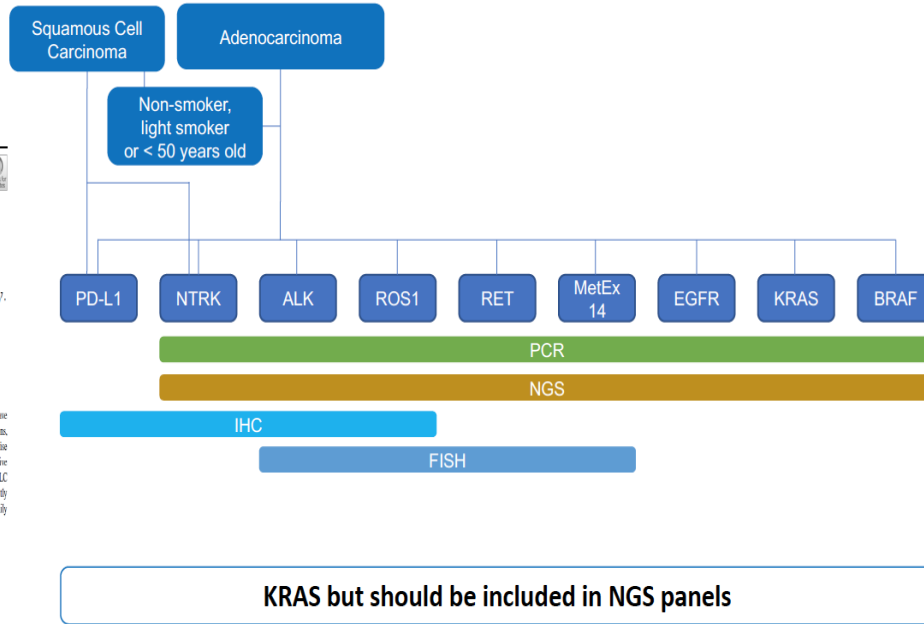 Squamous Cell
Carcinoma
Adenocarcinoma
Non-smoker,
light smoker
or < 50 years old
PD-L1
NTRK
ALK
ROS1
RET
MetEx
14
EGFR
KRAS
BRAF
PCR
NGS
IHC
FISH
KRAS but should be included in NGS panels